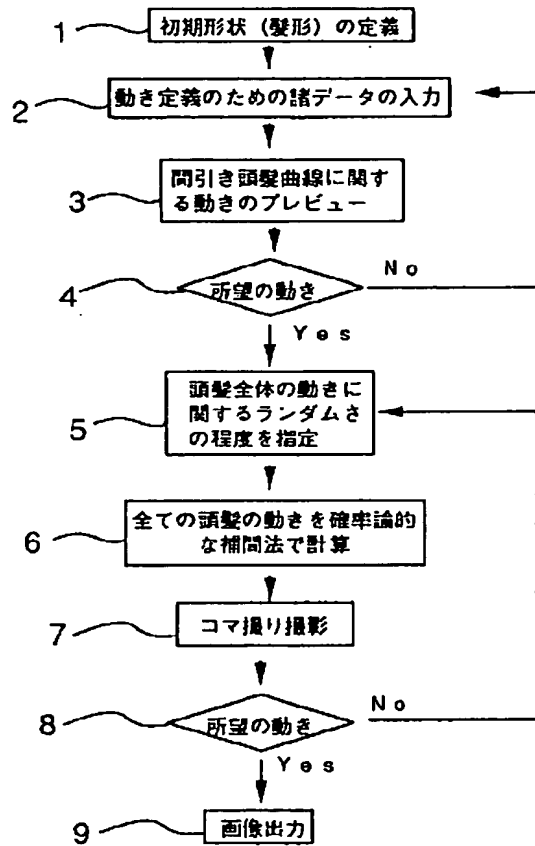 1 初期形状（髪形）の定義
2 動き定義のための諸データの入力
3 間引き頭髪曲線に関す
る動きのプレビュー
4 所望の動き No
Yes
5 頭髪全体の動きに
関するランダムさ
の程度を指定
6 全ての頭髪の動きを確率論的
な補間法で計算
7 コマ撮り撮影
8 所望の動き No
Yes
9 画像出力